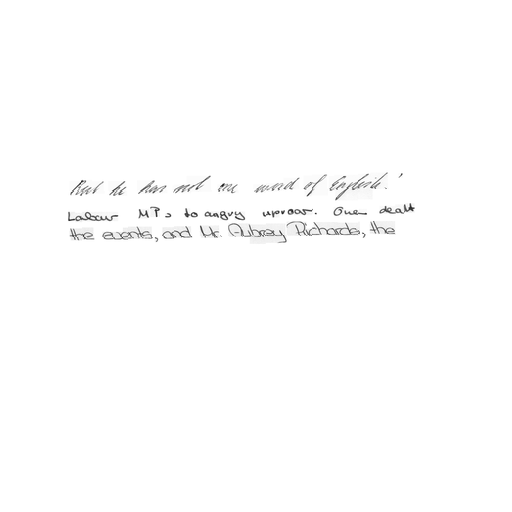 But he has not one word of English!
Labour MPs to angry uproar. One dealt
the events, and Mr. Aubrey Richards, the